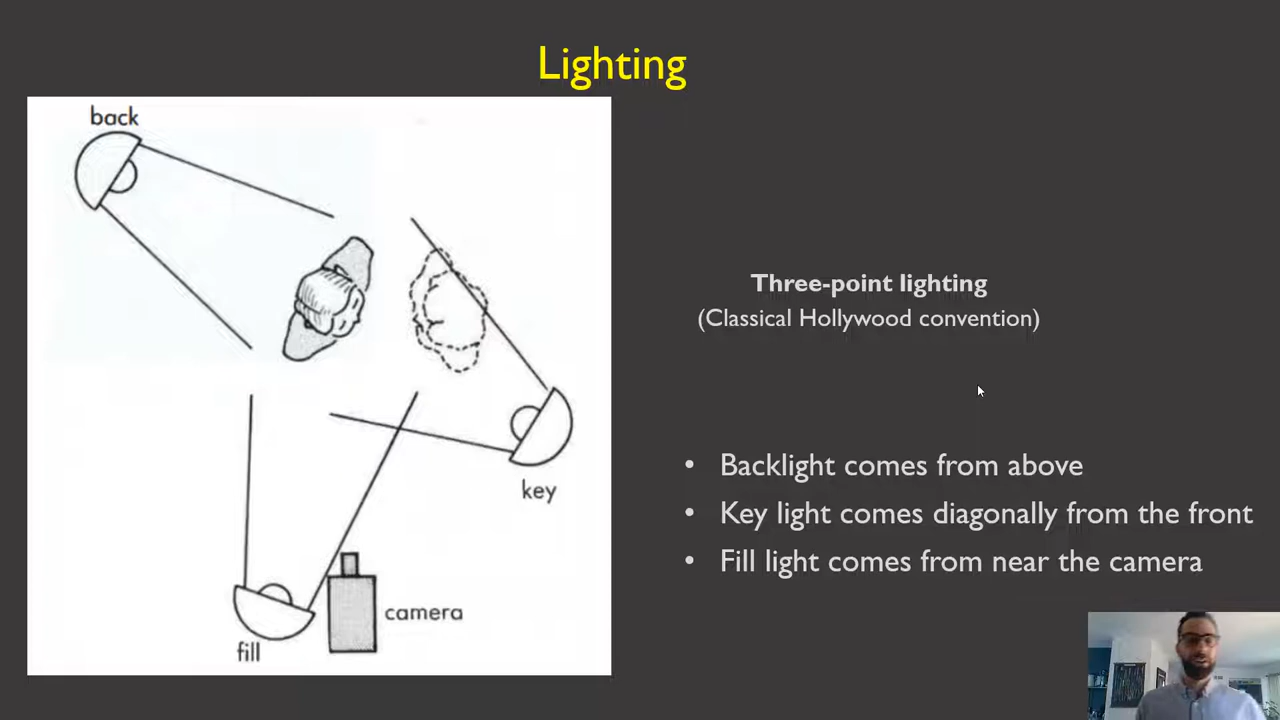 Lighting
back
key
camera
fill
Three-point lighting
(Classical Hollywood convention)
• Backlight comes from above
• Key light comes diagonally from the front
• Fill light comes from near the camera